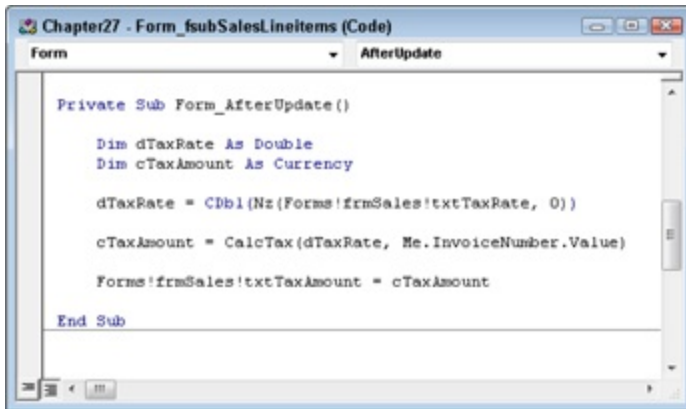 Chapter27 - Form_fsubSalesLineitems (Code)
Form AfterUpdate
Private Sub Form_AfterUpdate()
Dim dTaxRate As Double
Dim cTaxAmount As Currency
dTaxRate = CDbl(Nz(Forms!frmSales!txtTaxRate, 0))
cTaxAmount = CalcTax(dTaxRate, Me.InvoiceNumber.Value)
Forms!frmSales!txtTaxAmount = cTaxAmount
End Sub